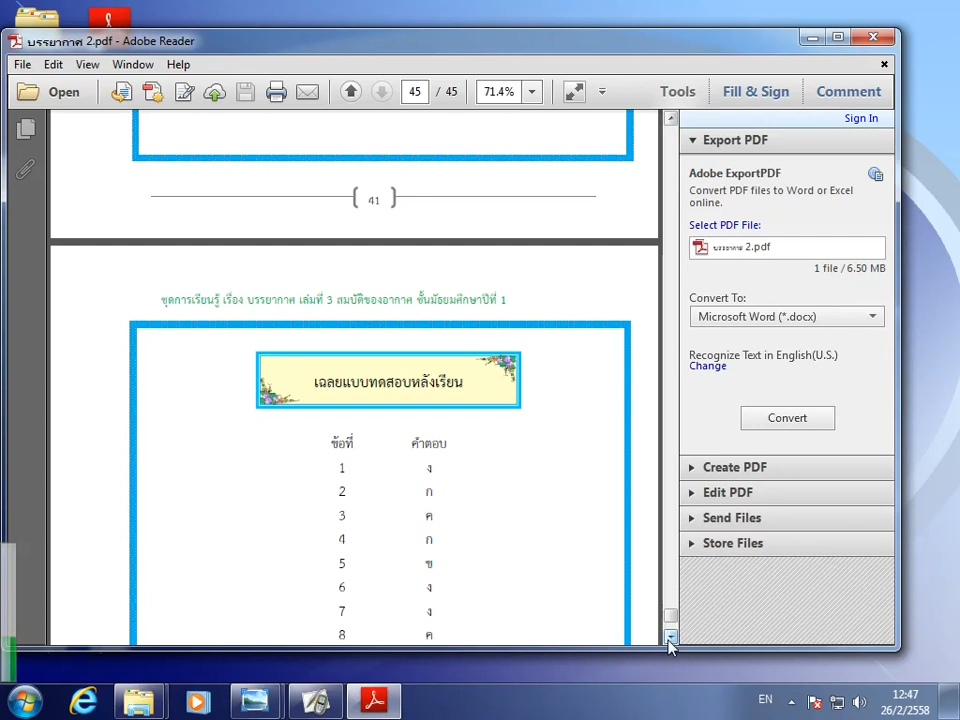 บรรยากาศ 2.pdf - Adobe Reader
File Edit View Window Help
Open 45 / 45 71.4% Tools Fill & Sign Comment
Sign In
Export PDF
Adobe ExportPDF
Convert PDF files to Word or Excel
online.
Select PDF File:
บรรยากาศ 2.pdf
1 file / 6.50 MB
Convert To:
Microsoft Word (*.docx)
Recognize Text in English(U.S.)
Change
Convert
Create PDF
Edit PDF
Send Files
Store Files
41
ชุดการเรียนรู้ เรื่อง บรรยากาศ เล่มที่ 3 สมบัติของอากาศ ชั้นมัธยมศึกษาปีที่ 1
เฉลยแบบทดสอบหลังเรียน
ข้อที่ คำตอบ
1 ง
2 ก
3 ค
4 ก
5 ข
6 ง
7 ง
8 ค
EN 12:47
26/2/2558